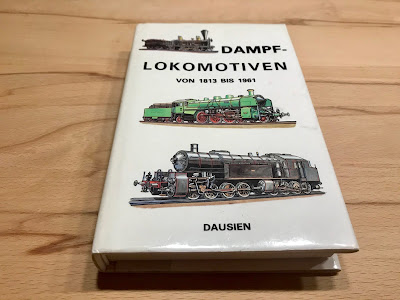 DAMPF-
LOKOMOTIVEN
VON 1813 BIS 1961
DAUSIEN